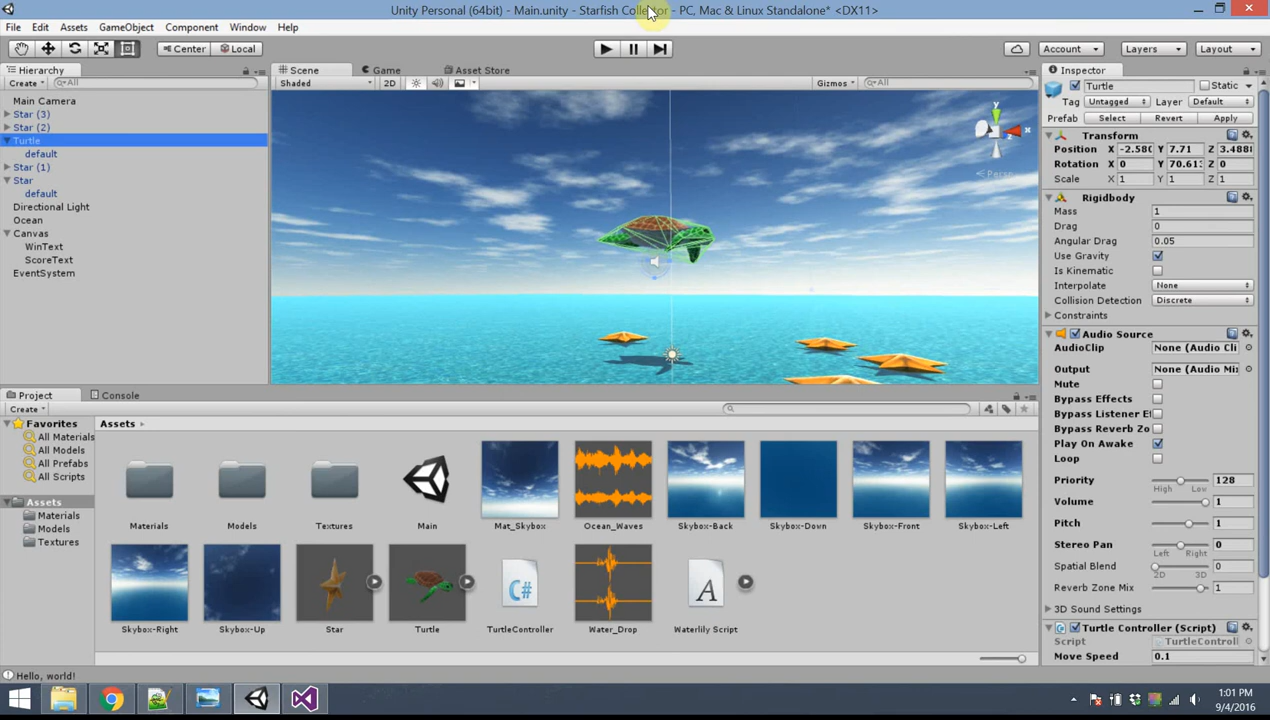 Unity Personal (64bit) - Main.unity - Starfish Collector - PC, Mac & Linux Standalone* <DX11>
File Edit Assets GameObject Component Window Help
Center Local Account Layers Layout
Hierarchy Scene Game Asset Store Inspector
Create All Shaded 2D Gizmos All
Turtle Static
Tag Untagged Layer Default
Prefab Select Revert Apply
Main Camera
Star (3)
Star (2)
Turtle
default
Star (1)
Star
default
Directional Light
Ocean
Canvas
WinText
ScoreText
EventSystem
y
x
z
Persp
Transform
Position X -2.580 Y 7.71 Z 3.488
Rotation X 0 Y 70.613 Z 0
Scale X 1 Y 1 Z 1
Rigidbody
Mass 1
Drag 0
Angular Drag 0.05
Use Gravity
Is Kinematic
Interpolate None
Collision Detection Discrete
Constraints
Audio Source
AudioClip None (Audio Cli
Output None (Audio Mix
Mute
Bypass Effects
Bypass Listener E
Bypass Reverb Zo
Play On Awake
Loop
Priority 128
High Low
Volume 1
Pitch 1
Stereo Pan 0
Left Right
Spatial Blend 0
2D 3D
Reverb Zone Mix 1
3D Sound Settings
Turtle Controller (Script)
Script TurtleControll
Move Speed 0.1
Project Console
Create
Favorites
All Materials
All Models
All Prefabs
All Scripts
Assets
Materials
Models
Textures
Assets
Materials Models Textures Main Mat_Skybox Ocean_Waves Skybox-Back Skybox-Down Skybox-Front Skybox-Left
C# A
Skybox-Right Skybox-Up Star Turtle TurtleController Water_Drop Waterlily Script
Hello, world!
1:01 PM
9/4/2016